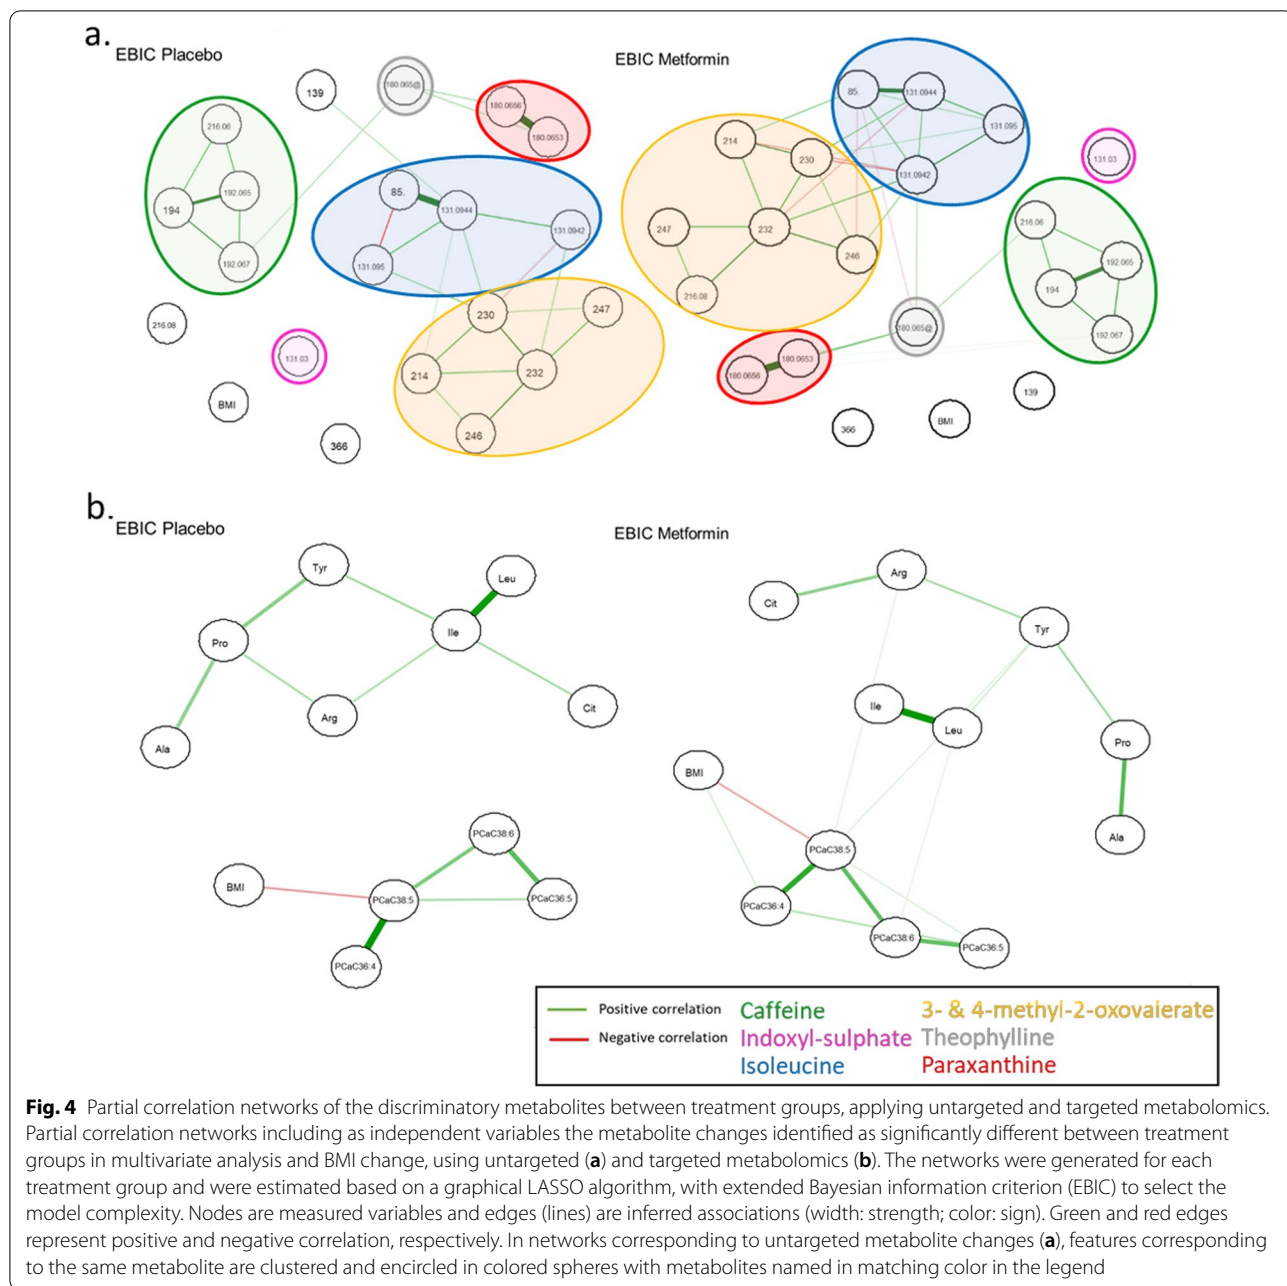 a.
EBIC Placebo
EBIC Metformin
139
180.065@
180.0656
180.0653
216.06
192.065
194
192.067
85.
131.0944
131.0942
131.095
230
247
214
232
246
216.08
131.03
BMI
366
85.
131.0944
131.095
131.0942
214
230
247
232
246
216.08
131.03
216.06
192.065
194
192.067
180.065@
180.0653
180.0656
139
366
BMI
b.
EBIC Placebo
EBIC Metformin
Tyr
Leu
Pro
Ile
Arg
Cit
Ala
PCaC38:6
BMI
PCaC38:5
PCaC36:5
PCaC36:4
Arg
Cit
Tyr
Ile
Leu
Pro
BMI
Ala
PCaC38:5
PCaC36:4
PCaC38:6
PCaC36:5
Positive correlation Caffeine 3- & 4-methyl-2-oxovalerate
Negative correlation Indoxyl-sulphate Theophylline
Isoleucine Paraxanthine
Fig. 4 Partial correlation networks of the discriminatory metabolites between treatment groups, applying untargeted and targeted metabolomics.
Partial correlation networks including as independent variables the metabolite changes identified as significantly different between treatment
groups in multivariate analysis and BMI change, using untargeted (a) and targeted metabolomics (b). The networks were generated for each
treatment group and were estimated based on a graphical LASSO algorithm, with extended Bayesian information criterion (EBIC) to select the
model complexity. Nodes are measured variables and edges (lines) are inferred associations (width: strength; color: sign). Green and red edges
represent positive and negative correlation, respectively. In networks corresponding to untargeted metabolite changes (a), features corresponding
to the same metabolite are clustered and encircled in colored spheres with metabolites named in matching color in the legend